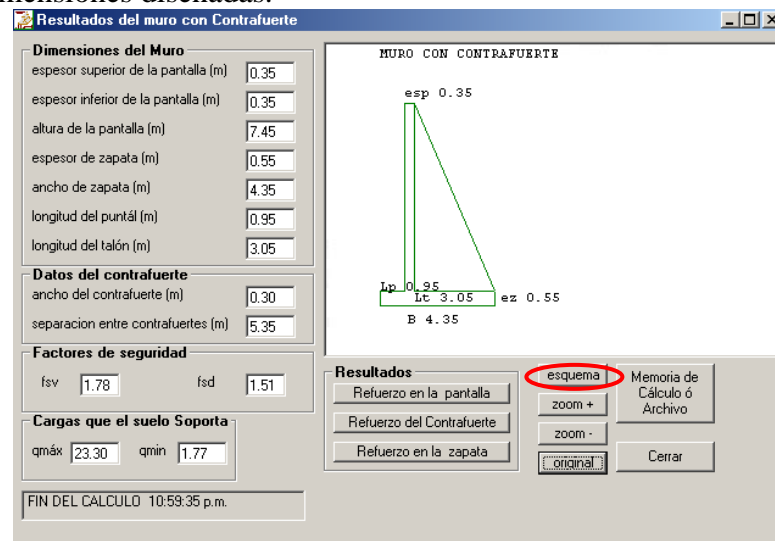 mensiones diseñadas.
Resultados del muro con Contrafuerte
Dimensiones del Muro
espesor superior de la pantalla (m) 0.35
espesor inferior de la pantalla (m) 0.35
altura de la pantalla (m) 7.45
espesor de zapata (m) 0.55
ancho de zapata (m) 4.35
longitud del puntál (m) 0.95
longitud del talón (m) 3.05
Datos del contrafuerte
ancho del contrafuerte (m) 0.30
separacion entre contrafuertes (m) 5.35
Factores de seguridad
fsv 1.78 fsd 1.51
Cargas que el suelo Soporta
qmáx 23.30 qmin 1.77
FIN DEL CALCULO 10:59:35 p.m.
MURO CON CONTRAFUERTE
esp 0.35
Lp 0.95
Lt 3.05 ez 0.55
B 4.35
Resultados
Refuerzo en la pantalla
Refuerzo del Contrafuerte
Refuerzo en la zapata
esquema
zoom +
zoom -
original
Memoria de
Cálculo ó
Archivo
Cerrar